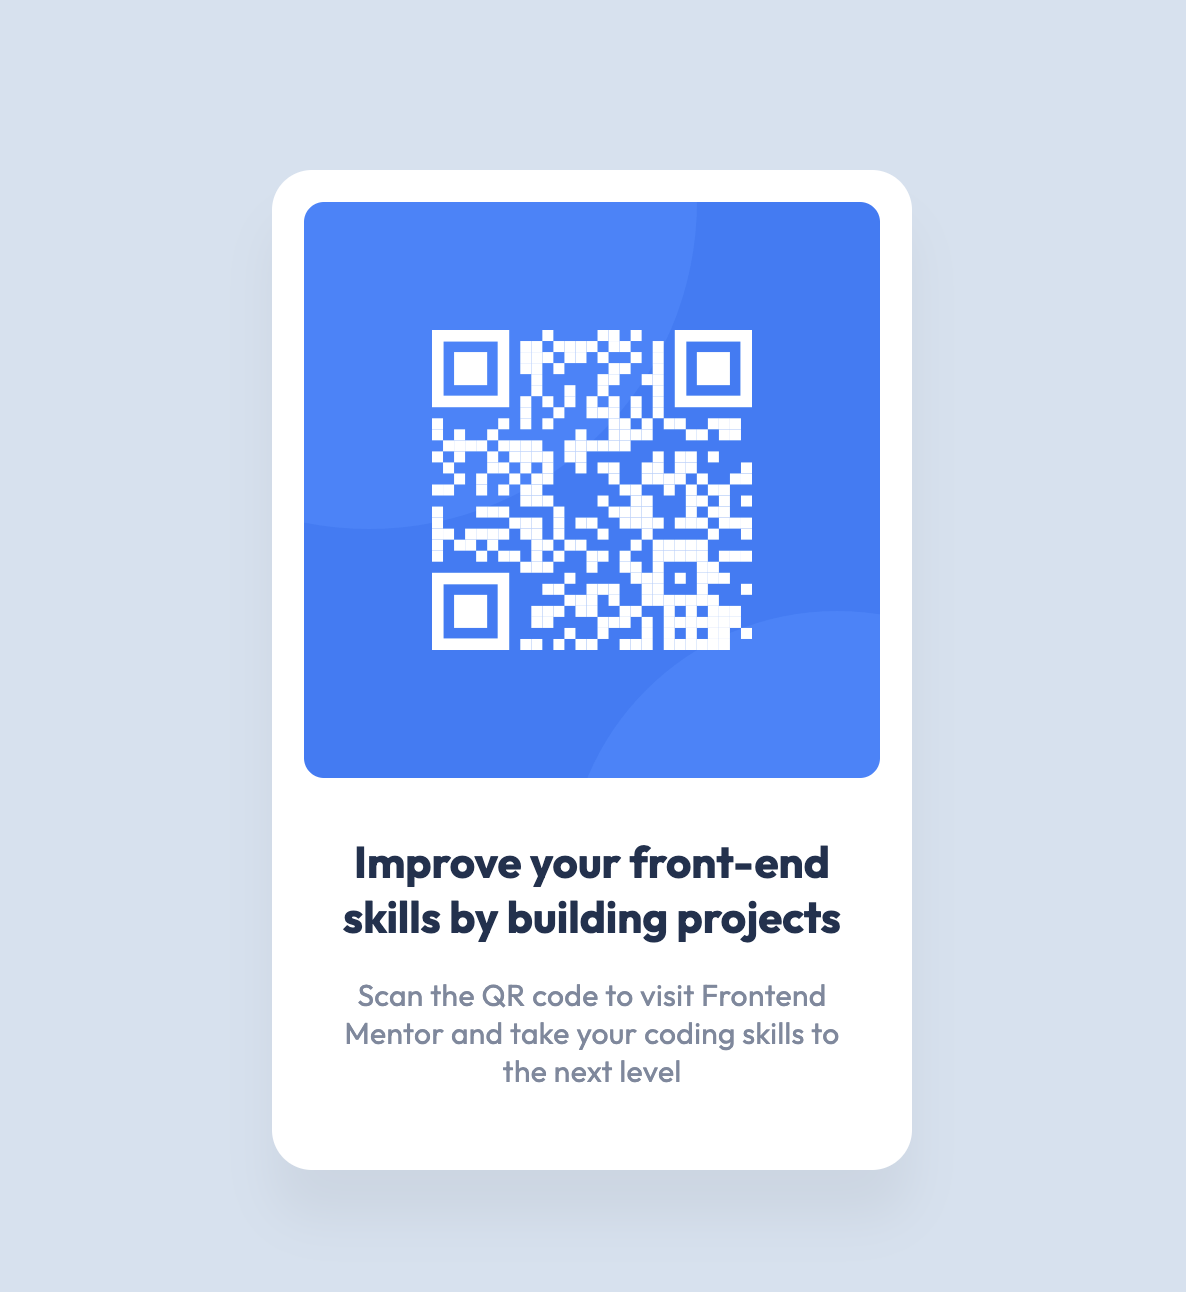 Improve your front-end
skills by building projects
Scan the QR code to visit Frontend
Mentor and take your coding skills to
the next level